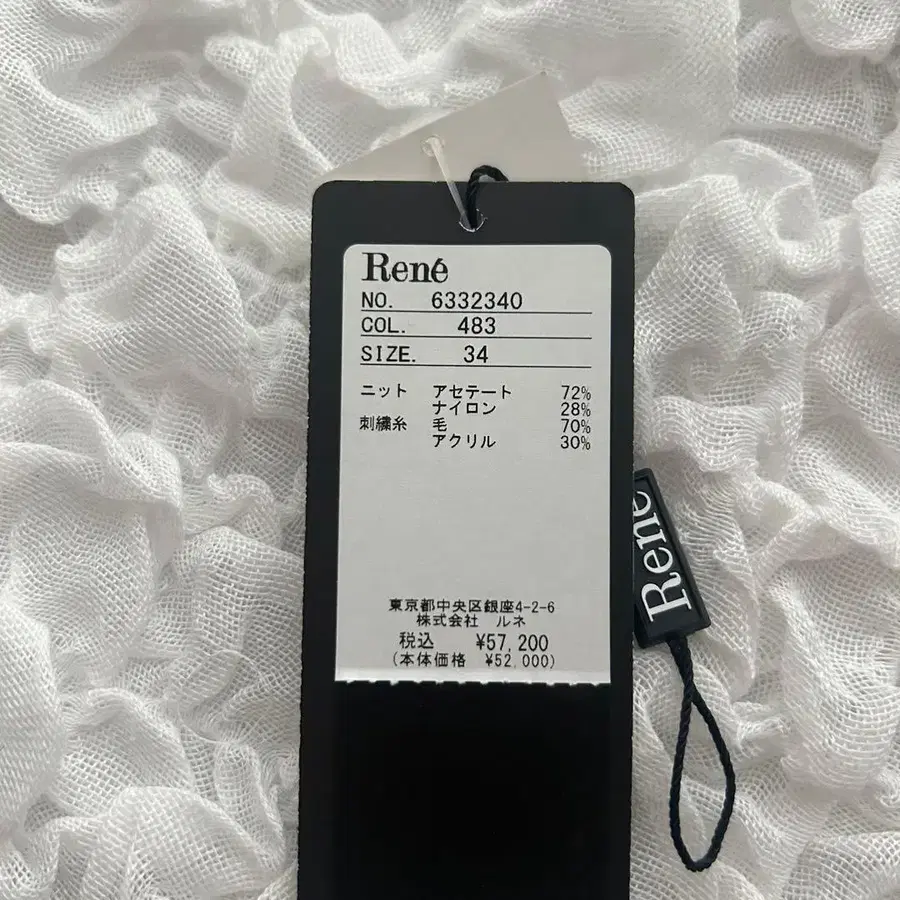 René
NO. 6332340
COL. 483
SIZE. 34
ニット アセテート 72%
ナイロン 28%
刺繍糸 毛 70%
アクリル 30%
東京都中央区銀座4-2-6
株式会社 ルネ
税込 ¥57,200
(本体価格 ¥52,000)
René